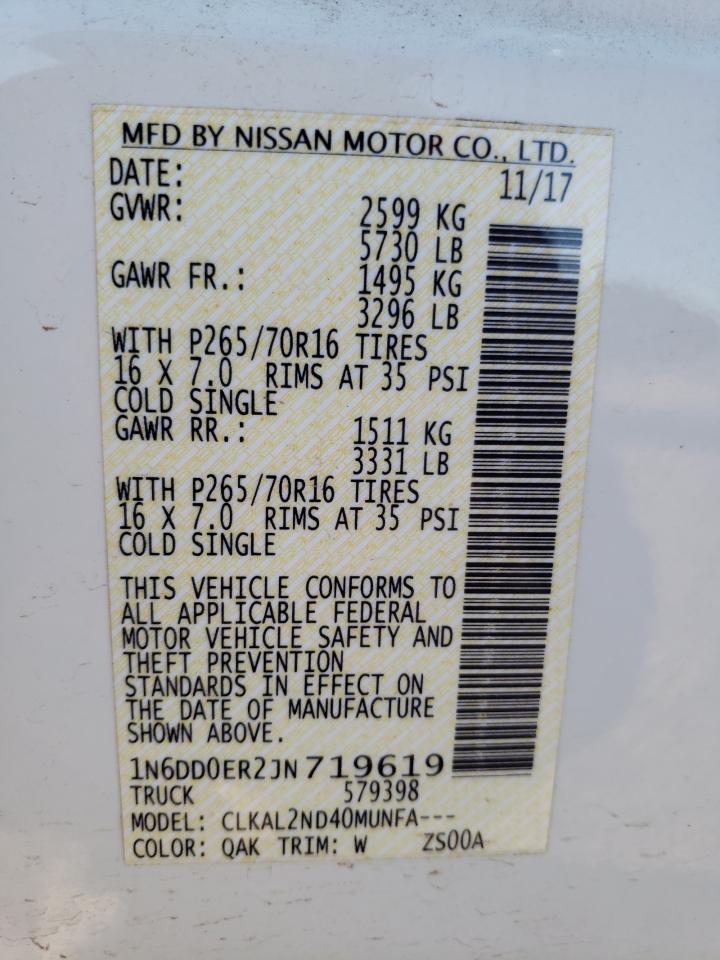 MFD BY NISSAN MOTOR CO., LTD.
DATE: 11/17
GVWR: 2599 KG
5730 LB
GAWR FR.: 1495 KG
3296 LB
WITH P265/70R16 TIRES
16 X 7.0 RIMS AT 35 PSI
COLD SINGLE
GAWR RR.: 1511 KG
3331 LB
WITH P265/70R16 TIRES
16 X 7.0 RIMS AT 35 PSI
COLD SINGLE
THIS VEHICLE CONFORMS TO
ALL APPLICABLE FEDERAL
MOTOR VEHICLE SAFETY AND
THEFT PREVENTION
STANDARDS IN EFFECT ON
THE DATE OF MANUFACTURE
SHOWN ABOVE.
1N6DD0ER2JN719619
TRUCK 579398
MODEL: CLKAL2ND40MUNFA---
COLOR: QAK TRIM: W ZS00A